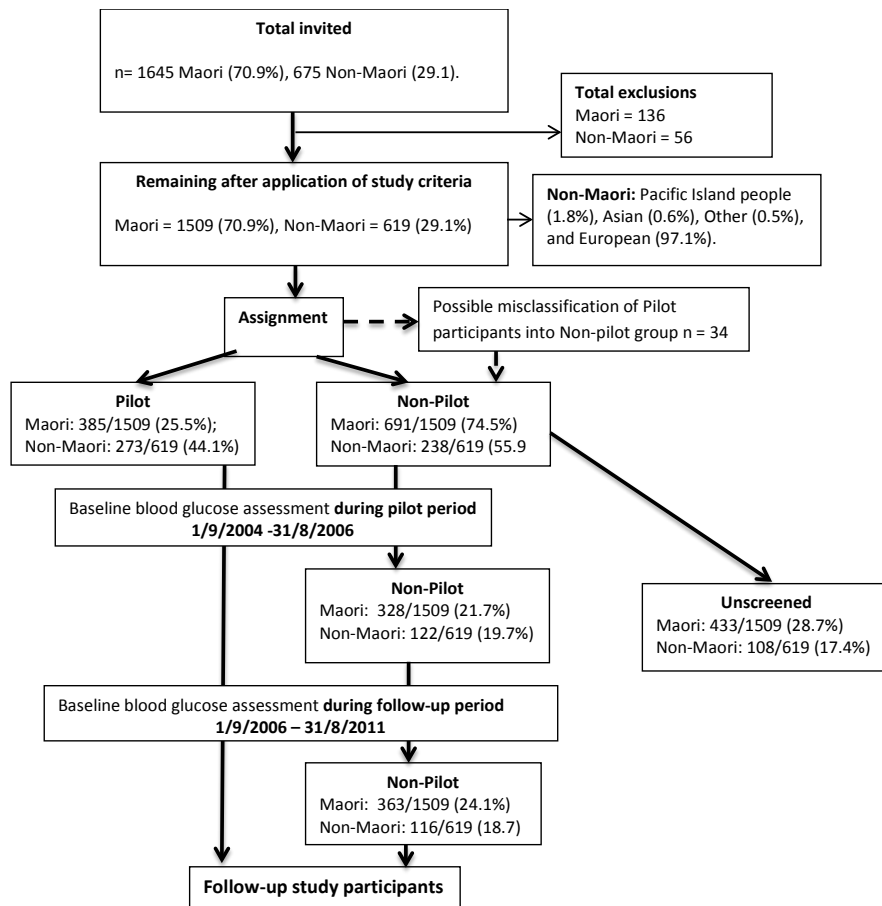 Total invited
n= 1645 Maori (70.9%), 675 Non-Maori (29.1).
Total exclusions
Maori = 136
Non-Maori = 56
Remaining after application of study criteria
Maori = 1509 (70.9%), Non-Maori = 619 (29.1%)
Non-Maori: Pacific Island people
(1.8%), Asian (0.6%), Other (0.5%),
and European (97.1%).
Assignment
Possible misclassification of Pilot
participants into Non-pilot group n = 34
Pilot
Maori: 385/1509 (25.5%);
Non-Maori: 273/619 (44.1%)
Non-Pilot
Maori: 691/1509 (74.5%)
Non-Maori: 238/619 (55.9
Baseline blood glucose assessment during pilot period
1/9/2004 -31/8/2006
Non-Pilot
Maori: 328/1509 (21.7%)
Non-Maori: 122/619 (19.7%)
Unscreened
Maori: 433/1509 (28.7%)
Non-Maori: 108/619 (17.4%)
Baseline blood glucose assessment during follow-up period
1/9/2006 – 31/8/2011
Non-Pilot
Maori: 363/1509 (24.1%)
Non-Maori: 116/619 (18.7)
Follow-up study participants